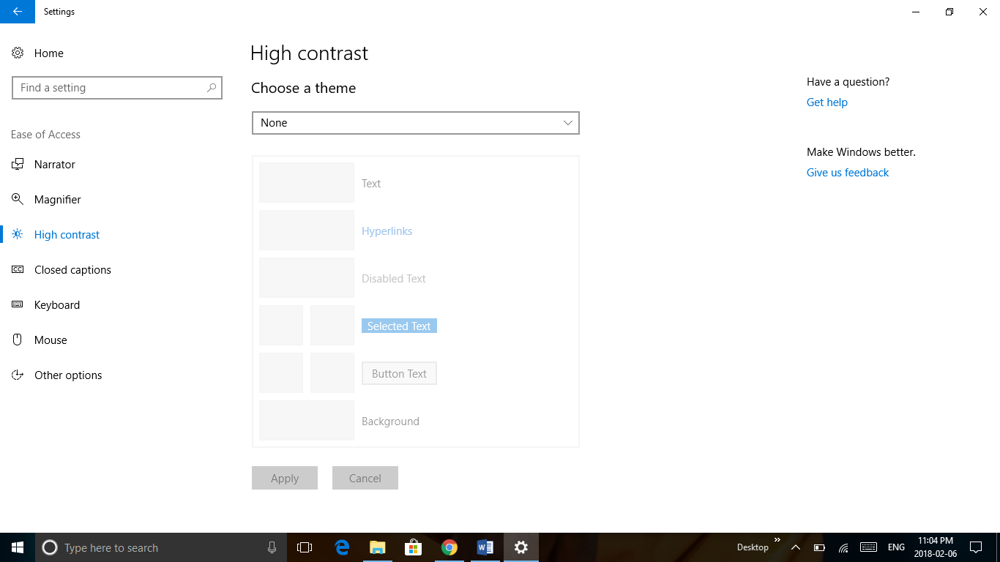 Settings
Home
Find a setting
Ease of Access
Narrator
Magnifier
High contrast
CC Closed captions
Keyboard
Mouse
Other options
High contrast
Choose a theme
None
Text
Hyperlinks
Disabled Text
Selected Text
Button Text
Background
Apply Cancel
Have a question?
Get help
Make Windows better.
Give us feedback
Type here to search
Desktop
ENG
11:04 PM
2018-02-06